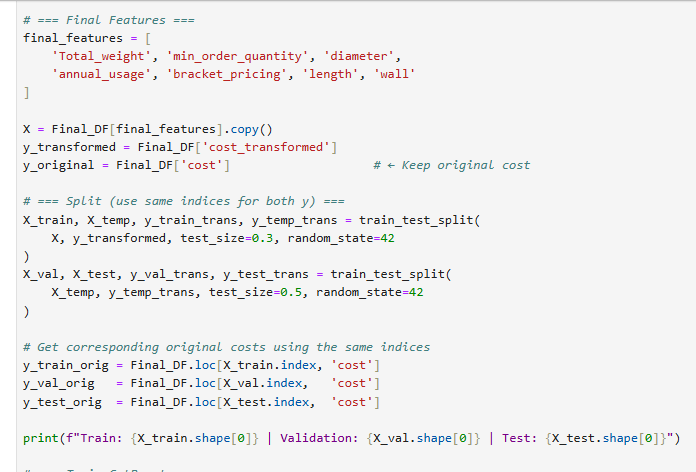 # === Final Features ===
final_features = [
    'Total_weight', 'min_order_quantity', 'diameter',
    'annual_usage', 'bracket_pricing', 'length', 'wall'
]
X = Final_DF[final_features].copy()
y_transformed = Final_DF['cost_transformed']
y_original = Final_DF['cost']                    # ← Keep original cost
# === Split (use same indices for both y) ===
X_train, X_temp, y_train_trans, y_temp_trans = train_test_split(
    X, y_transformed, test_size=0.3, random_state=42
)
X_val, X_test, y_val_trans, y_test_trans = train_test_split(
    X_temp, y_temp_trans, test_size=0.5, random_state=42
)
# Get corresponding original costs using the same indices
y_train_orig = Final_DF.loc[X_train.index, 'cost']
y_val_orig   = Final_DF.loc[X_val.index,   'cost']
y_test_orig  = Final_DF.loc[X_test.index,  'cost']
print(f"Train: {X_train.shape[0]} | Validation: {X_val.shape[0]} | Test: {X_test.shape[0]}")